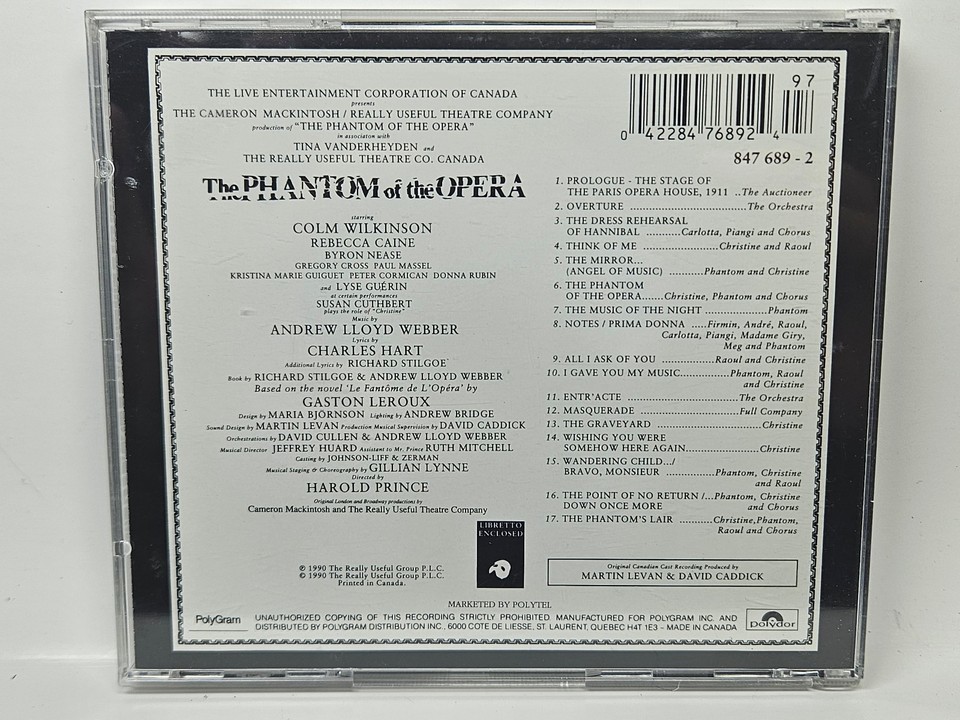 THE LIVE ENTERTAINMENT CORPORATION OF CANADA
presents
THE CAMERON MACKINTOSH / REALLY USEFUL THEATRE COMPANY
production of "THE PHANTOM OF THE OPERA"
in associaton with
TINA VANDERHEYDEN and
THE REALLY USEFUL THEATRE CO. CANADA
The PHANTOM of the OPERA
starring
COLM WILKINSON
REBECCA CAINE
BYRON NEASE
GREGORY CROSS PAUL MASSEL
KRISTINA MARIE GUIGUET PETER CORMICAN DONNA RUBIN
and LYSE GUÉRIN
at certain performances
SUSAN CUTHBERT
plays the role of "Christine"
Music by
ANDREW LLOYD WEBBER
Lyrics by
CHARLES HART
Additional Lyrics by RICHARD STILGOE
Book by RICHARD STILGOE & ANDREW LLOYD WEBBER
Based on the novel 'Le Fantôme de L'Opéra' by
GASTON LEROUX
Design by MARIA BJÖRNSON Lighting by ANDREW BRIDGE
Sound Design by MARTIN LEVAN Production Musical Supervision by DAVID CADDICK
Orchestrations by DAVID CULLEN & ANDREW LLOYD WEBBER
Musical Director JEFFREY HUARD Assistant to Mr. Prince RUTH MITCHELL
Casting by JOHNSON-LIFF & ZERMAN
Musical Staging & Choreography by GILLIAN LYNNE
Directed by
HAROLD PRINCE
Original London and Broadway productions by
Cameron Mackintosh and The Really Useful Theatre Company
LIBRETTO
ENCLOSED
℗ 1990 The Really Useful Group P.L.C.
© 1990 The Really Useful Group P.L.C.
Printed in Canada.
97
0 42284 76892 4
847 689 - 2
1. PROLOGUE - THE STAGE OF
THE PARIS OPERA HOUSE, 1911 ..The Auctioneer
2. OVERTURE ....................................The Orchestra
3. THE DRESS REHEARSAL
OF HANNIBAL ..........Carlotta, Piangi and Chorus
4. THINK OF ME .......................Christine and Raoul
5. THE MIRROR...
(ANGEL OF MUSIC) ..........Phantom and Christine
6. THE PHANTOM
OF THE OPERA......Christine, Phantom and Chorus
7. THE MUSIC OF THE NIGHT ...................Phantom
8. NOTES / PRIMA DONNA .....Firmin, André, Raoul,
Carlotta, Piangi, Madame Giry,
Meg and Phantom
9. ALL I ASK OF YOU ................Raoul and Christine
10. I GAVE YOU MY MUSIC..............Phantom, Raoul
and Christine
11. ENTR'ACTE ..................................The Orchestra
12. MASQUERADE ..............................Full Company
13. THE GRAVEYARD ...............................Christine
14. WISHING YOU WERE
SOMEHOW HERE AGAIN.........................Christine
15. WANDERING CHILD.../
BRAVO, MONSIEUR ...............Phantom, Christine
and Raoul
16. THE POINT OF NO RETURN /...Phantom, Christine
DOWN ONCE MORE and Chorus
17. THE PHANTOM'S LAIR .........Christine,Phantom,
Raoul and Chorus
Original Canadian Cast Recording Produced by
MARTIN LEVAN & DAVID CADDICK
MARKETED BY POLYTEL
PolyGram
UNAUTHORIZED COPYING OF THIS RECORDING STRICTLY PROHIBITED. MANUFACTURED FOR POLYGRAM INC. AND
DISTRIBUTED BY POLYGRAM DISTRIBUTION INC., 6000 COTE DE LIESSE, ST. LAURENT, QUEBEC H4T 1E3 - MADE IN CANADA
polydor